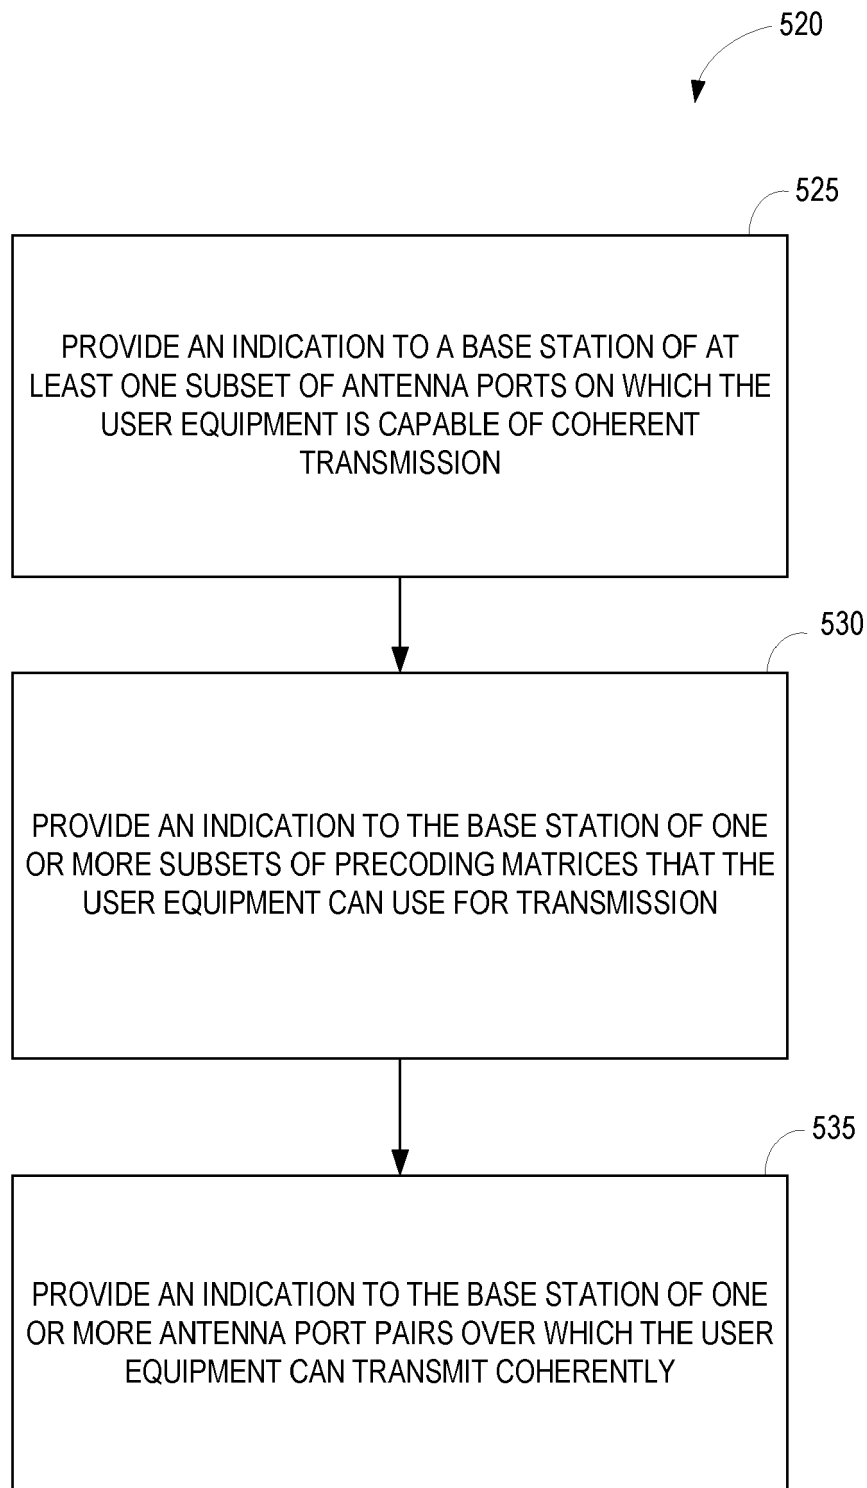 520
525
PROVIDE AN INDICATION TO A BASE STATION OF AT
LEAST ONE SUBSET OF ANTENNA PORTS ON WHICH THE
USER EQUIPMENT IS CAPABLE OF COHERENT
TRANSMISSION
530
PROVIDE AN INDICATION TO THE BASE STATION OF ONE
OR MORE SUBSETS OF PRECODING MATRICES THAT THE
USER EQUIPMENT CAN USE FOR TRANSMISSION
535
PROVIDE AN INDICATION TO THE BASE STATION OF ONE
OR MORE ANTENNA PORT PAIRS OVER WHICH THE USER
EQUIPMENT CAN TRANSMIT COHERENTLY